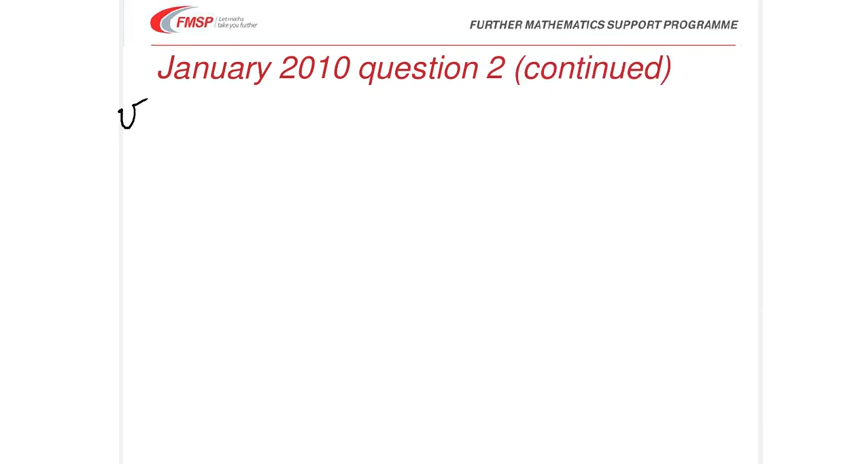 FMSP Let maths
take you further
FURTHER MATHEMATICS SUPPORT PROGRAMME
January 2010 question 2 (continued)
v